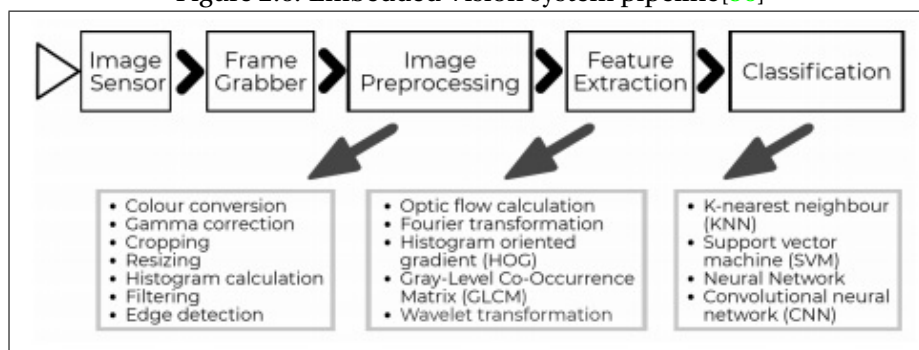 Image
Sensor
Frame
Grabber
Image
Preprocessing
Feature
Extraction
Classification
• Colour conversion
• Gamma correction
• Cropping
• Resizing
• Histogram calculation
• Filtering
• Edge detection
• Optic flow calculation
• Fourier transformation
• Histogram oriented
gradient (HOG)
• Gray-Level Co-Occurrence
Matrix (GLCM)
• Wavelet transformation
• K-nearest neighbour
(KNN)
• Support vector
machine (SVM)
• Neural Network
• Convolutional neural
network (CNN)